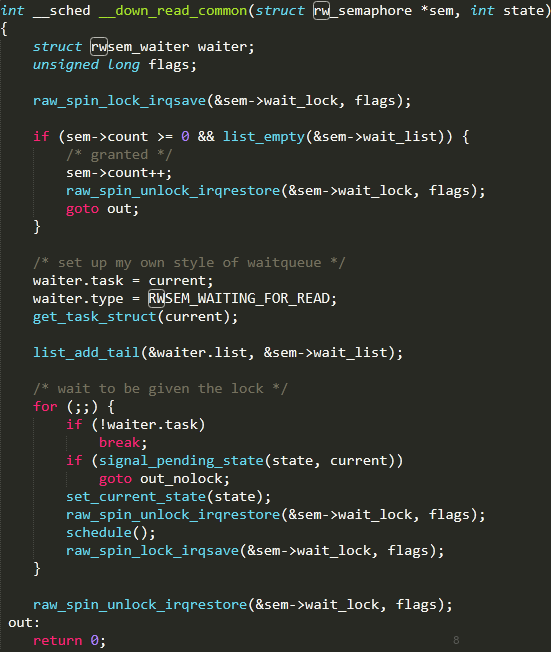 int __sched __down_read_common(struct rw_semaphore *sem, int state)
{
    struct rwsem_waiter waiter;
    unsigned long flags;

    raw_spin_lock_irqsave(&sem->wait_lock, flags);

    if (sem->count >= 0 && list_empty(&sem->wait_list)) {
        /* granted */
        sem->count++;
        raw_spin_unlock_irqrestore(&sem->wait_lock, flags);
        goto out;
    }

    /* set up my own style of waitqueue */
    waiter.task = current;
    waiter.type = RWSEM_WAITING_FOR_READ;
    get_task_struct(current);

    list_add_tail(&waiter.list, &sem->wait_list);

    /* wait to be given the lock */
    for (;;) {
        if (!waiter.task)
            break;
        if (signal_pending_state(state, current))
            goto out_nolock;
        set_current_state(state);
        raw_spin_unlock_irqrestore(&sem->wait_lock, flags);
        schedule();
        raw_spin_lock_irqsave(&sem->wait_lock, flags);
    }

    raw_spin_unlock_irqrestore(&sem->wait_lock, flags);
 out:
    return 0; 8